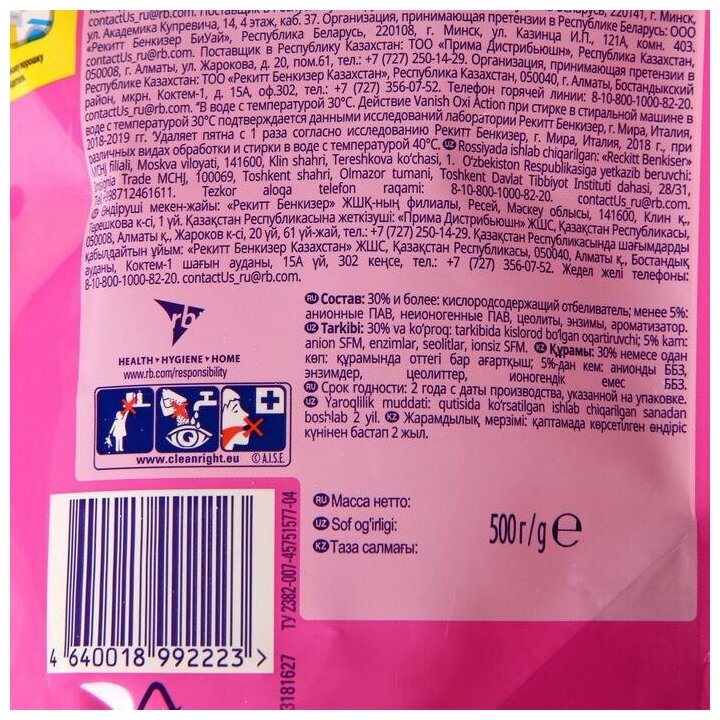 contactUs_ru@rb.com.
ул. Академика Купревича, 14, 4 этаж, каб. 37. Организация, принимающая претензии в Республике Беларусь: ООО
«Рекитт Бенкизер БиУай», Республика Беларусь, 220108, г. Минск, ул. Казинца И.П., 121А, комн. 403.
contactUs_ru@rb.com. Поставщик в Республику Казахстан: ТОО «Прима Дистрибьюшн», Республика Казахстан,
050008, г. Алматы, ул. Жарокова, д. 20, пом.61, тел.: +7 (727) 250-14-29. Организация, принимающая претензии в
Республике Казахстан: ТОО «Рекитт Бенкизер Казахстан», Республика Казахстан, 050040, г. Алматы, Бостандыкский
район, мкрн. Коктем-1, д. 15А, оф.302, тел.: +7 (727) 356-07-52. Телефон горячей линии: 8-10-800-1000-82-20.
contactUs_ru@rb.com. *В воде с температурой 30°С. Действие Vanish Oxi Action при стирке в стиральной машине в
воде с температурой 30°С подтверждается данными исследований лаборатории Рекитт Бенкизер, г. Мира, Италия,
2018-2019 гг. Удаляет пятна с 1 раза согласно исследованию Рекитт Бенкизер, г. Мира, Италия, 2018 г., при
различных видах обработки и стирки в воде с температурой 40°С. UZ Rossiyada ishlab chiqarilgan: «Reckitt Benkiser»
MCHJ filiali, Moskva viloyati, 141600, Klin shahri, Tereshkova ko‘chasi, 1. O‘zbekiston Respublikasiga yetkazib beruvchi:
Insignia Trade MCHJ, 100069, Toshkent shahri, Olmazor tumani, Toshkent Davlat Tibbiyot Instituti dahasi, 28/31,
Tel +998712461611. Tezkor aloqa telefon raqami: 8-10-800-1000-82-20. contactUs_ru@rb.com.
KZ Өндіруші мекен-жайы: «Рекитт Бенкизер» ЖШҚ-ның филиалы, Ресей, Мәскеу облысы, 141600, Клин қ.,
Терешкова к-сі, 1 үй. Қазақстан Республикасына жеткізуші: «Прима Дистрибьюшн» ЖШС, Қазақстан Республикасы,
050008, Алматы қ., Жароков к-сі, 20 үй, 61 үй-жай, тел.: +7 (727) 250-14-29. Қазақстан Республикасында шағымдарды
қабылдайтын ұйым: «Рекитт Бенкизер Казахстан» ЖШС, Қазақстан Республикасы, 050040, Алматы қ., Бостандық
ауданы, Коктем-1 шағын ауданы, 15А үй, 302 кеңсе, тел.: +7 (727) 356-07-52. Жедел желі телефоны:
8-10-800-1000-82-20. contactUs_ru@rb.com.
rb
HEALTH • HYGIENE • HOME
www.rb.com/responsibility
www.cleanright.eu © A.I.S.E.
RU Состав: 30% и более: кислородсодержащий отбеливатель; менее 5%:
анионные ПАВ, неионогенные ПАВ, цеолиты, энзимы, ароматизатор.
UZ Tarkibi: 30% va ko‘proq: tarkibida kislorod bo‘lgan oqartiruvchi; 5% kam:
anion SFM, enzimlar, seolitlar, ionsiz SFM. KZ Құрамы: 30% немесе одан
көп: құрамында оттегі бар ағартқыш; 5%-дан кем: анионды ББЗ,
энзимдер, цеолиттер, ионогендік емес ББЗ.
RU Срок годности: 2 года с даты производства, указанной на упаковке.
UZ Yaroqlilik muddati: qutisida ko‘rsatilgan ishlab chiqarilgan sanadan
boshlab 2 yil. KZ Жарамдылық мерзімі: қаптамада көрсетілген өндіріс
күнінен бастап 2 жыл.
RU Масса нетто:
UZ Sof og‘irligi:
KZ Таза салмағы:
500 г/g e
ТУ 2382-007-45751577-04
3181627
4 640018 992223 >